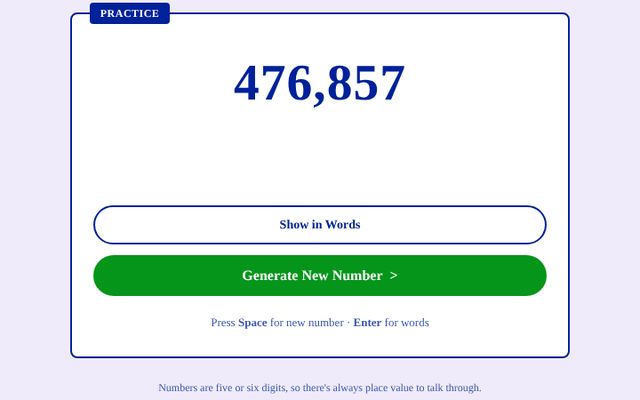 PRACTICE
476,857
Show in Words
Generate New Number >
Press Space for new number · Enter for words
Numbers are five or six digits, so there's always place value to talk through.